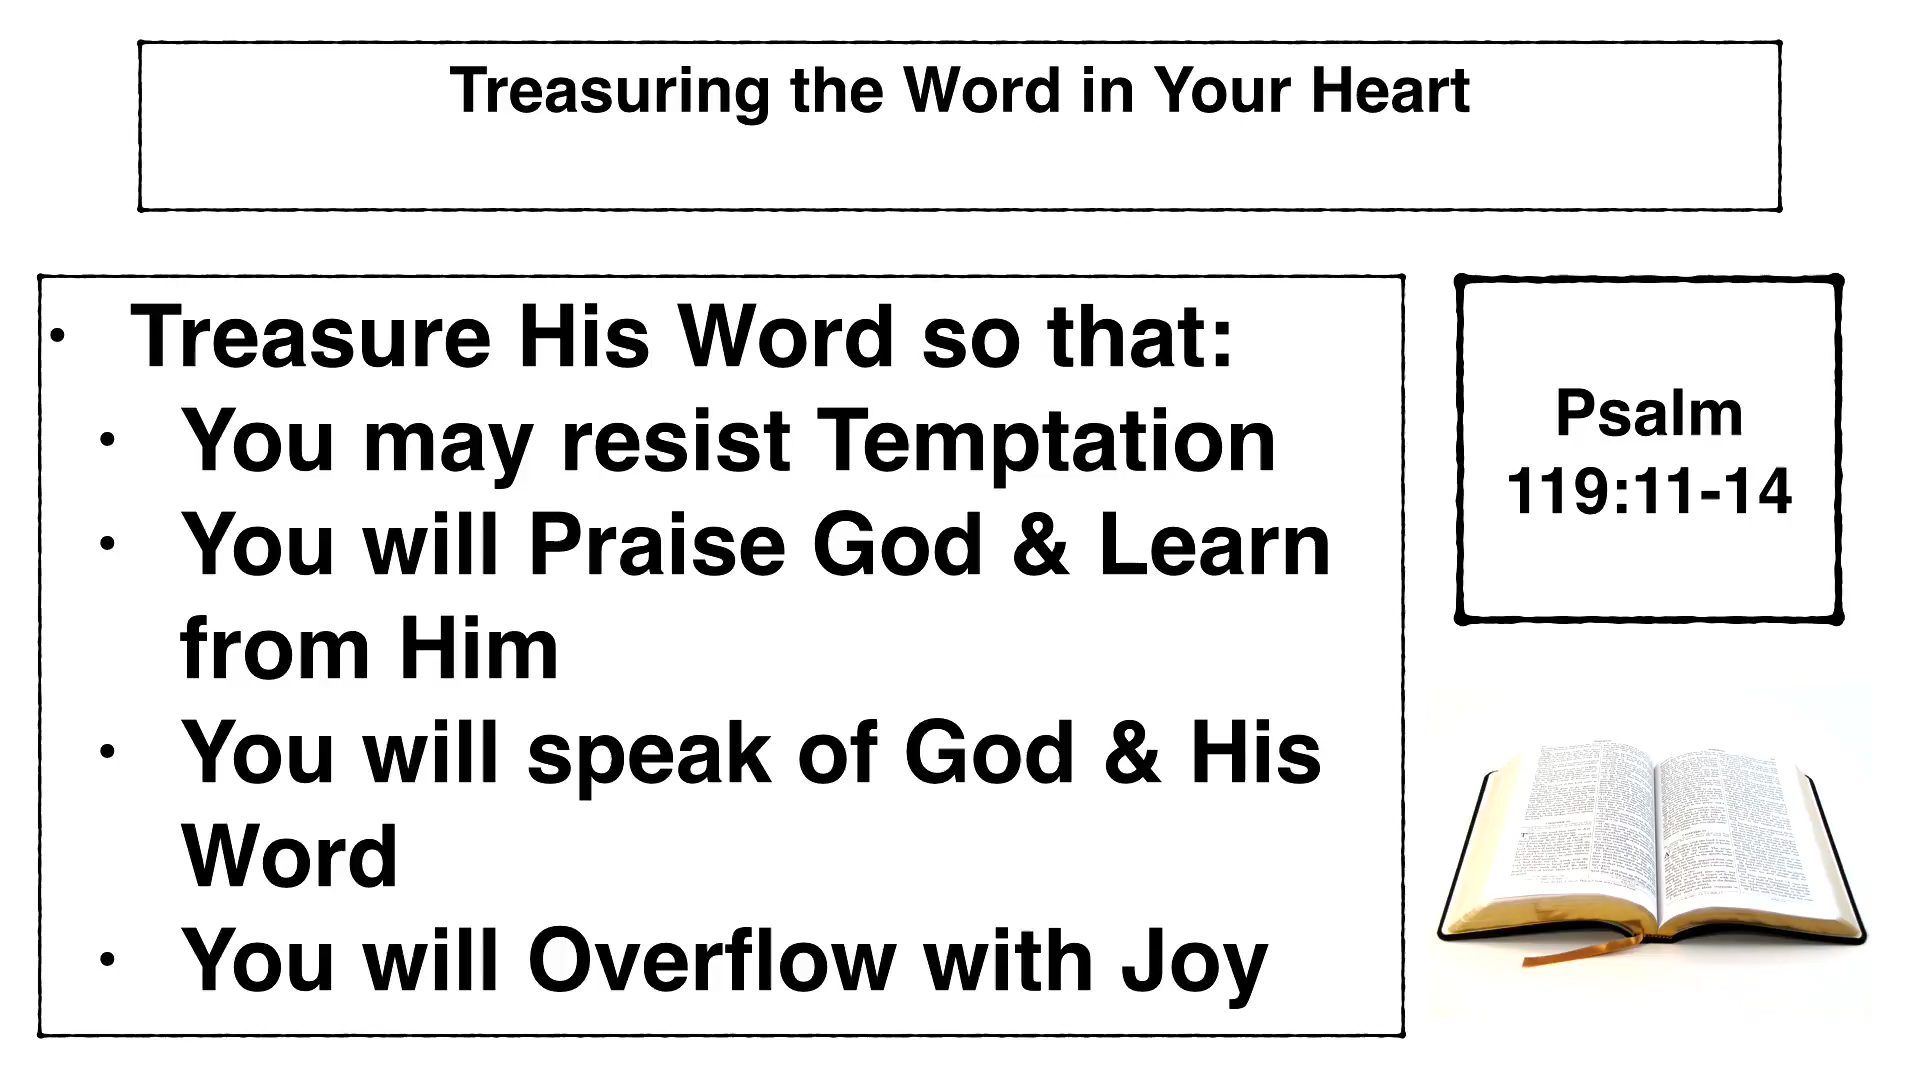 Treasuring the Word in Your Heart
• Treasure His Word so that:
• You may resist Temptation
• You will Praise God & Learn
from Him
• You will speak of God & His
Word
• You will Overflow with Joy
Psalm
119:11-14